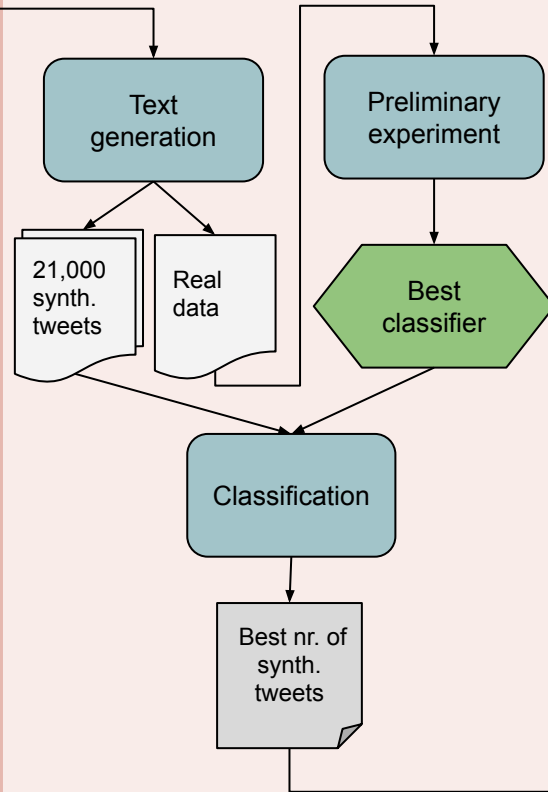 Text
generation
Preliminary
experiment
21,000
synth.
tweets
Real
data
Best
classifier
Classification
Best nr. of
synth.
tweets